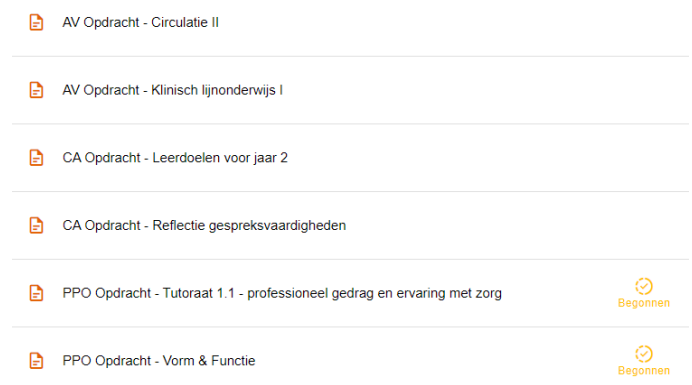 AV Opdracht - Circulatie II
AV Opdracht - Klinisch lijnonderwijs I
CA Opdracht - Leerdoelen voor jaar 2
CA Opdracht - Reflectie gespreksvaardigheden
PPO Opdracht - Tutoraat 1.1 - professioneel gedrag en ervaring met zorg
Begonnen
PPO Opdracht - Vorm & Functie
Begonnen